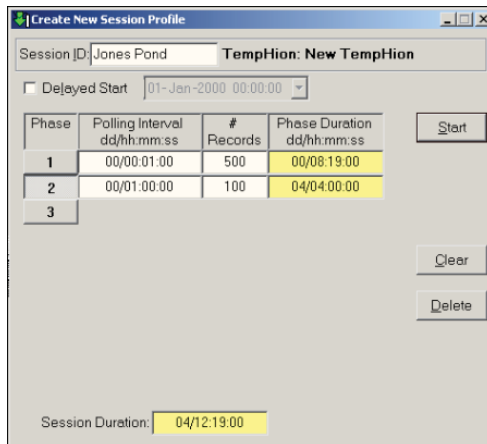 Create New Session Profile
Session ID: Jones Pond TempHion: New TempHion
Delayed Start 01-Jan-2000 00:00:00
Phase Polling Interval dd/hh:mm:ss # Records Phase Duration dd/hh:mm:ss
Start
1 00/00:01:00 500 00/08:19:00
2 00/01:00:00 100 04/04:00:00
3
Clear
Delete
Session Duration: 04/12:19:00